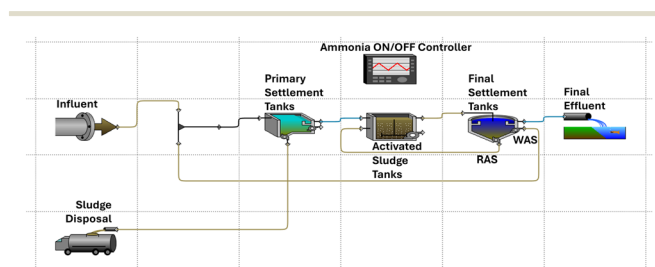 Ammonia ON/OFF Controller
Primary
Settlement
Tanks
Final
Settlement
Tanks
Final
Effluent
Influent
WAS
Activated
Sludge
Tanks
RAS
Sludge
Disposal